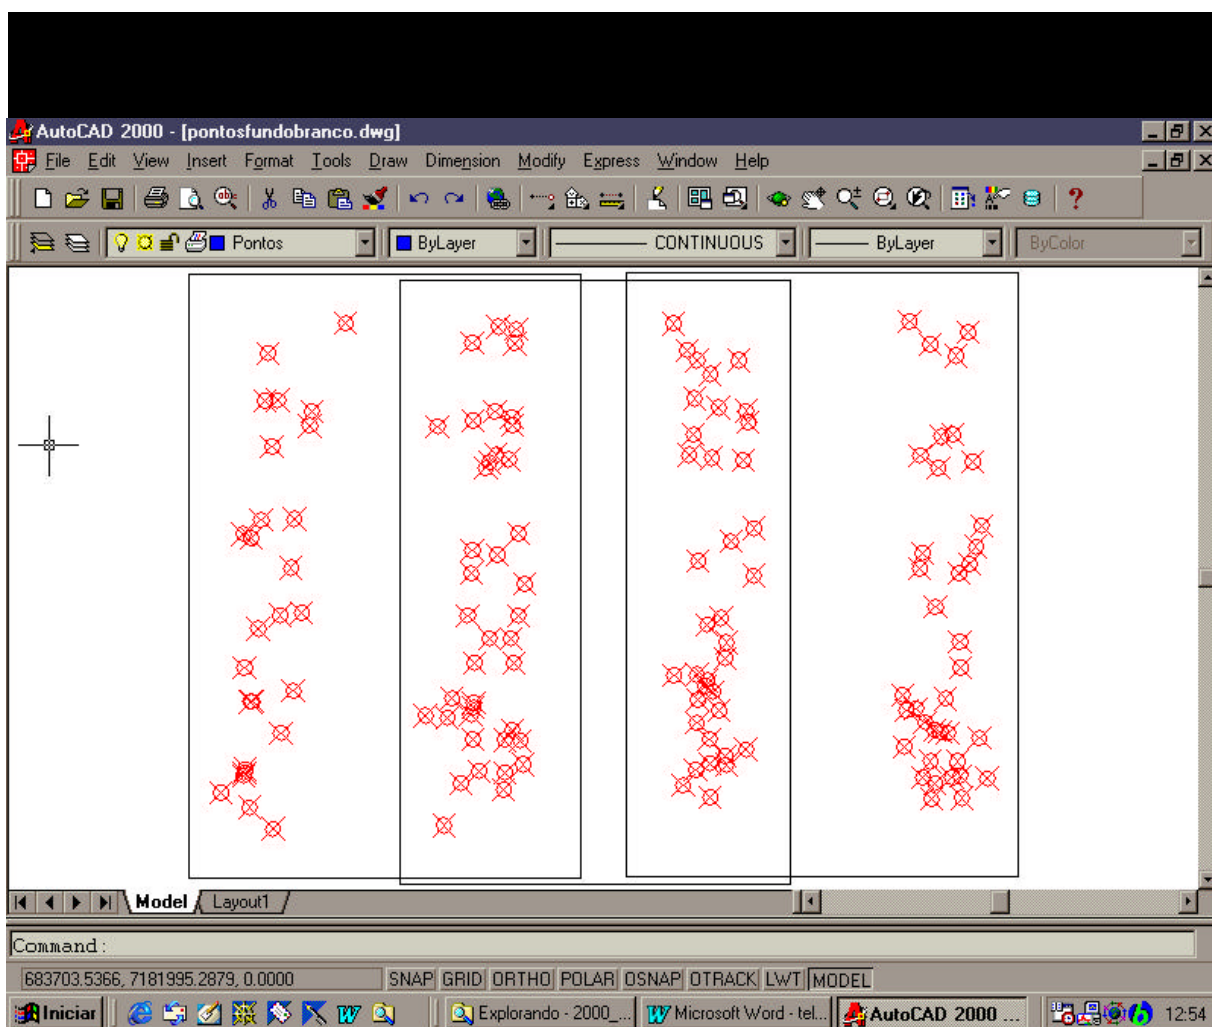 AutoCAD 2000 - [pontosfundobranco.dwg]
File Edit View Insert Format Tools Draw Dimension Modify Express Window Help
Pontos ByLayer CONTINUOUS ByLayer ByColor
Model Layout1
Command:
683703.5366, 7181995.2879, 0.0000 SNAP GRID ORTHO POLAR OSNAP OTRACK LWT MODEL
Iniciar Explorando - 2000_... Microsoft Word - tel... AutoCAD 2000 ... 12:54